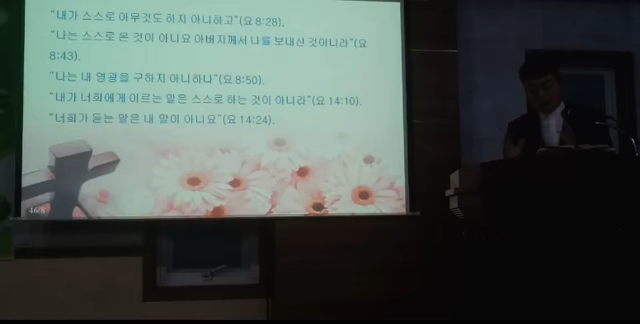 "내가 스스로 아무것도 하지 아니하고"(요 8:28).
"나는 스스로 온 것이 아니요 아버지께서 나를 보내신 것이니라"(요
8:43).
"나는 내 영광을 구하지 아니하나"(요 8:50).
"내가 너희에게 이르는 말은 스스로 하는 것이 아니라"(요 14:10).
"너희가 듣는 말은 내 말이 아니요"(요 14:24).